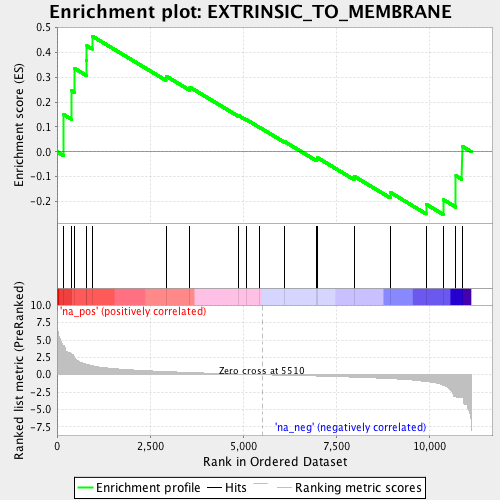 Enrichment plot: EXTRINSIC_TO_MEMBRANE
Enrichment score (ES)
0.5
0.4
0.3
0.2
0.1
0.0
-0.1
-0.2
'na_pos' (positively correlated)
Ranked list metric (PreRanked)
10.0
7.5
5.0
2.5
0.0
-2.5
-5.0
-7.5
Zero cross at 5510
'na_neg' (negatively correlated)
0
2,500
5,000
7,500
10,000
Rank in Ordered Dataset
Enrichment profile
Hits
Ranking metric scores